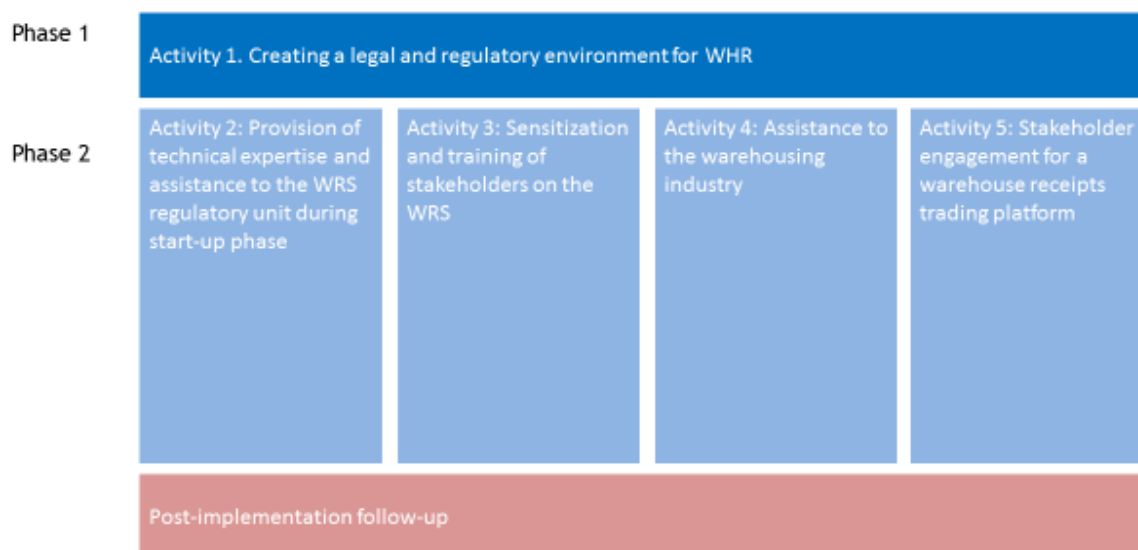 Phase 1
Activity 1. Creating a legal and regulatory environment for WHR
Phase 2
Activity 2: Provision of
technical expertise and
assistance to the WRS
regulatory unit during
start-up phase
Activity 3: Sensitization
and training of
stakeholders on the
WRS
Activity 4: Assistance to
the warehousing
industry
Activity 5: Stakeholder
engagement for a
warehouse receipts
trading platform
Post-implementation follow-up